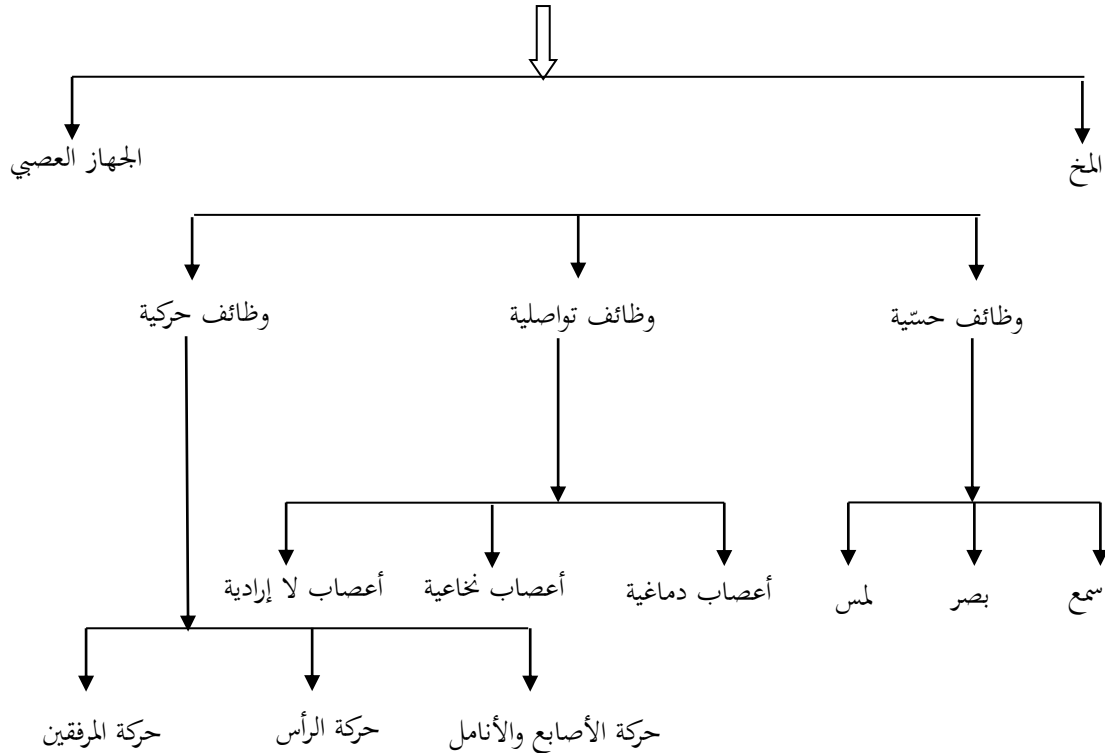 المخ
الجهاز العصبي
وظائف حسّية
وظائف تواصلية
وظائف حركية
سمع
بصر
لمس
أعصاب دماغية
أعصاب نخاعية
أعصاب لا إرادية
حركة الأصابع والأنامل
حركة الرأس
حركة المرفقين